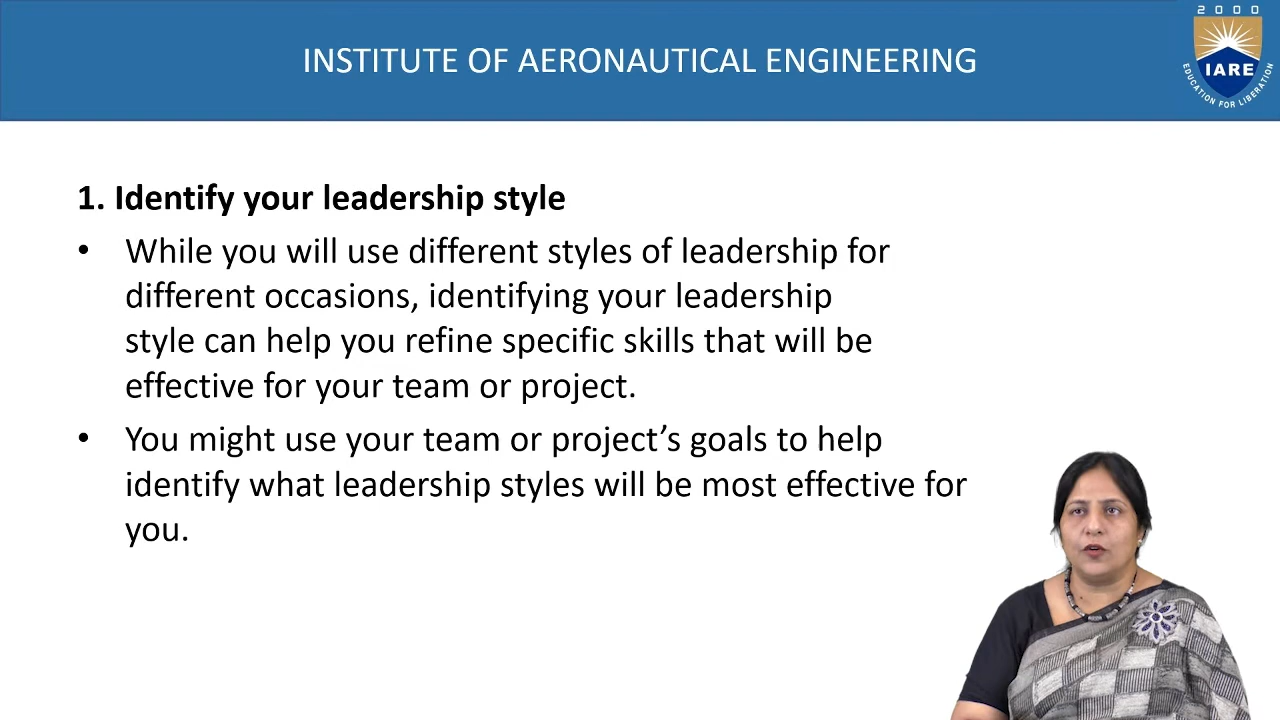 2000
INSTITUTE OF AERONAUTICAL ENGINEERING
IARE
EDUCATION FOR LIBERATION
1. Identify your leadership style
• While you will use different styles of leadership for
different occasions, identifying your leadership
style can help you refine specific skills that will be
effective for your team or project.
• You might use your team or project’s goals to help
identify what leadership styles will be most effective for
you.